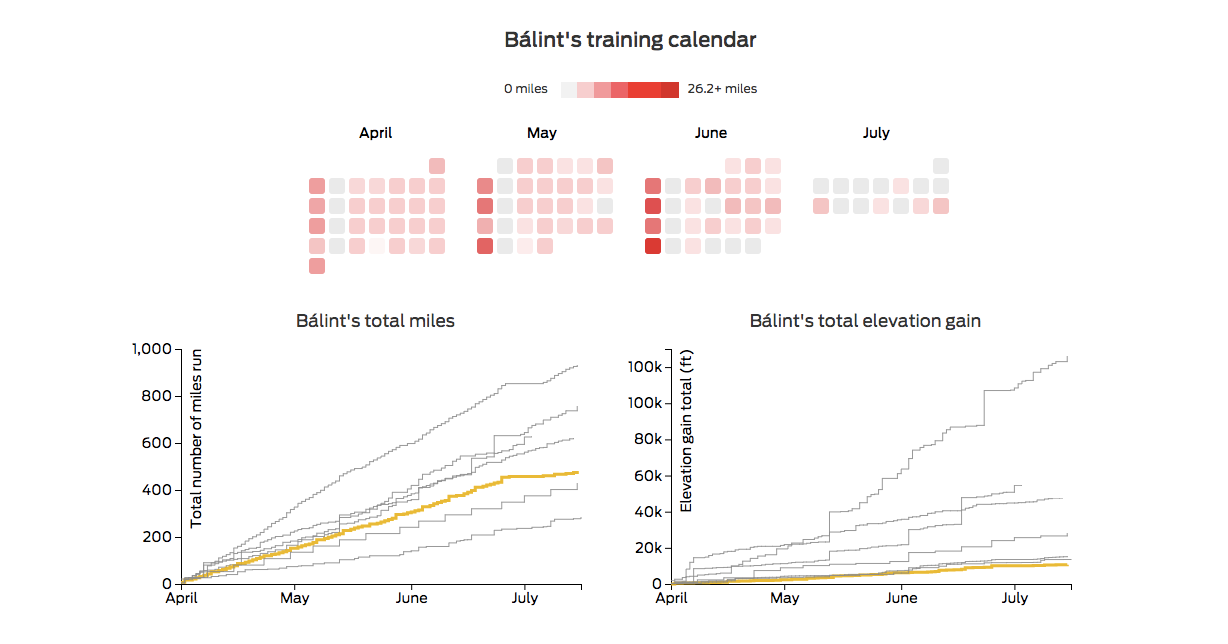 Bálint's training calendar
0 miles 26.2+ miles
April May June July
Bálint's total miles
Bálint's total elevation gain
1,000
800
600
400
200
0
Total number of miles run
April May June July
100k
100k
80k
60k
40k
20k
0
Elevation gain total (ft)
April May June July